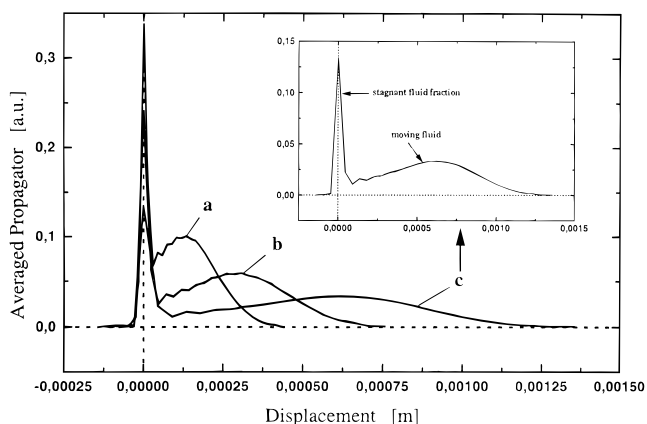 Averaged Propagator [a.u.]
0,3
0,2
0,1
0,0
-0,00025
0,00000
0,00025
0,00050
0,00075
0,00100
0,00125
0,00150
Displacement [m]
a
b
c
0,15
0,10
0,05
0,00
0,0000
0,0005
0,0010
0,0015
stagnant fluid fraction
moving fluid